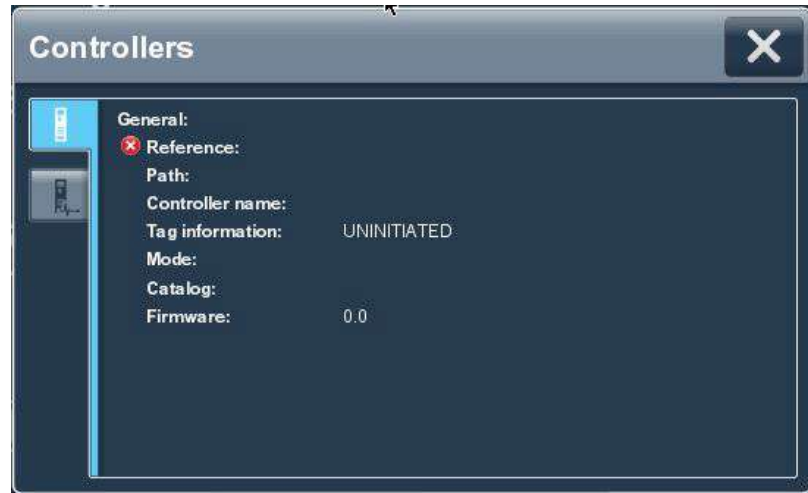 Controllers
General:
Reference:
Path:
Controller name:
Tag information: UNINITIATED
Mode:
Catalog:
Firmware: 0.0